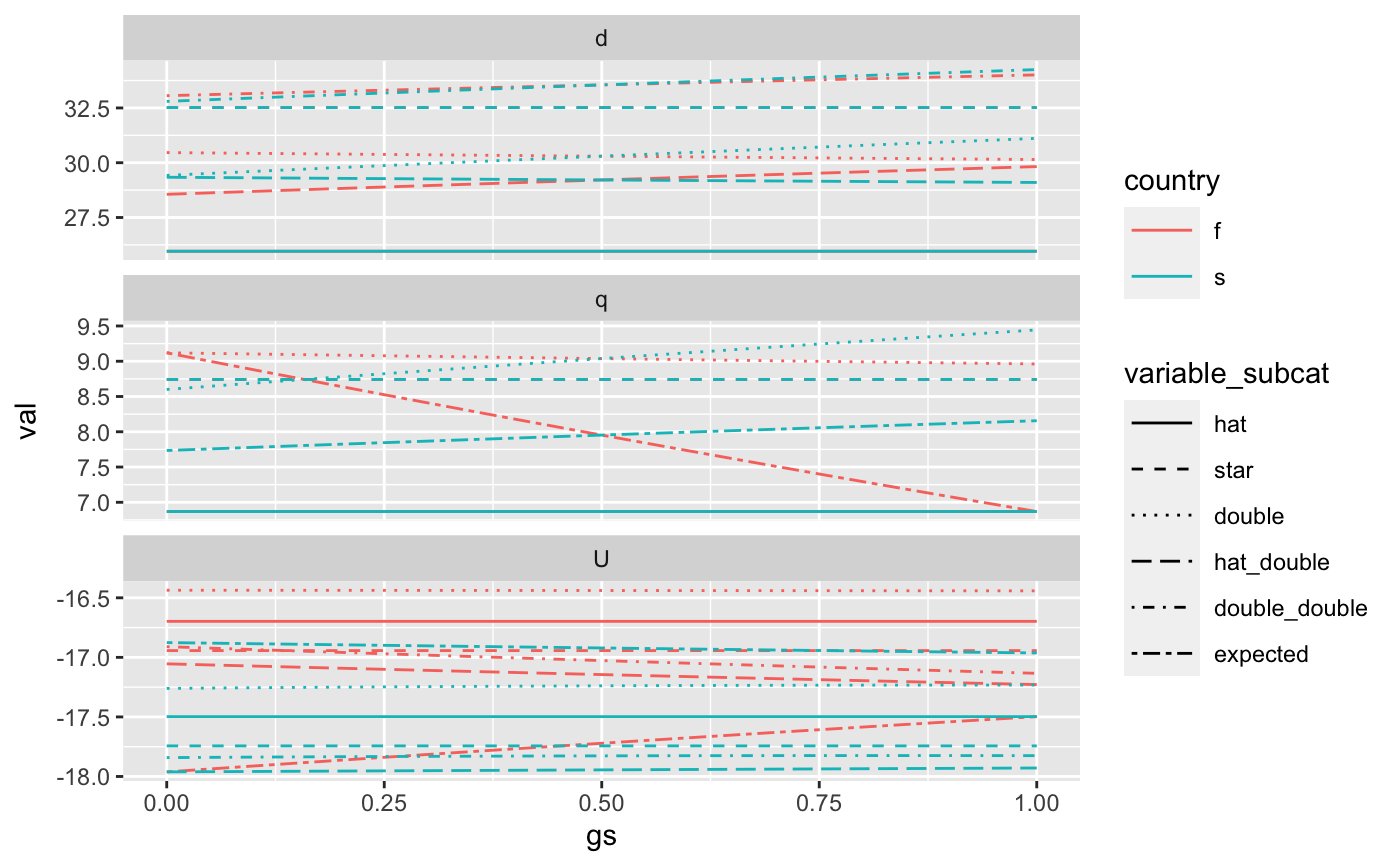 d
32.5
30.0
27.5
q
9.5
9.0
8.5
8.0
7.5
7.0
U
-16.5
-17.0
-17.5
-18.0
0.00 0.25 0.50 0.75 1.00
gs
val
country
f
s
variable_subcat
hat
star
double
hat_double
double_double
expected